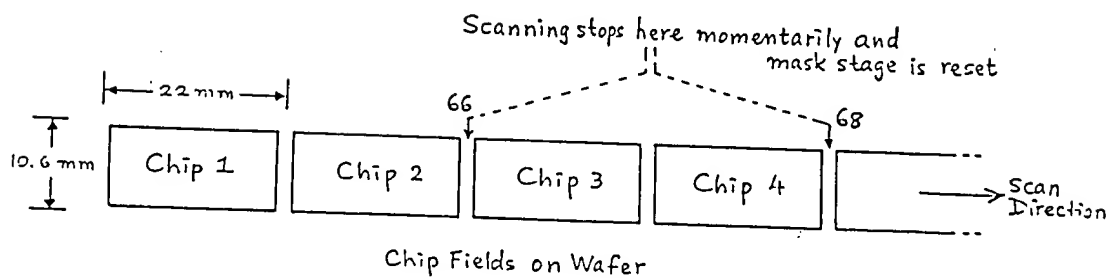 Scanning stops here momentarily and
mask stage is reset
22 mm
66
68
10.6 mm
Chip 1
Chip 2
Chip 3
Chip 4
Scan
Direction
Chip Fields on Wafer